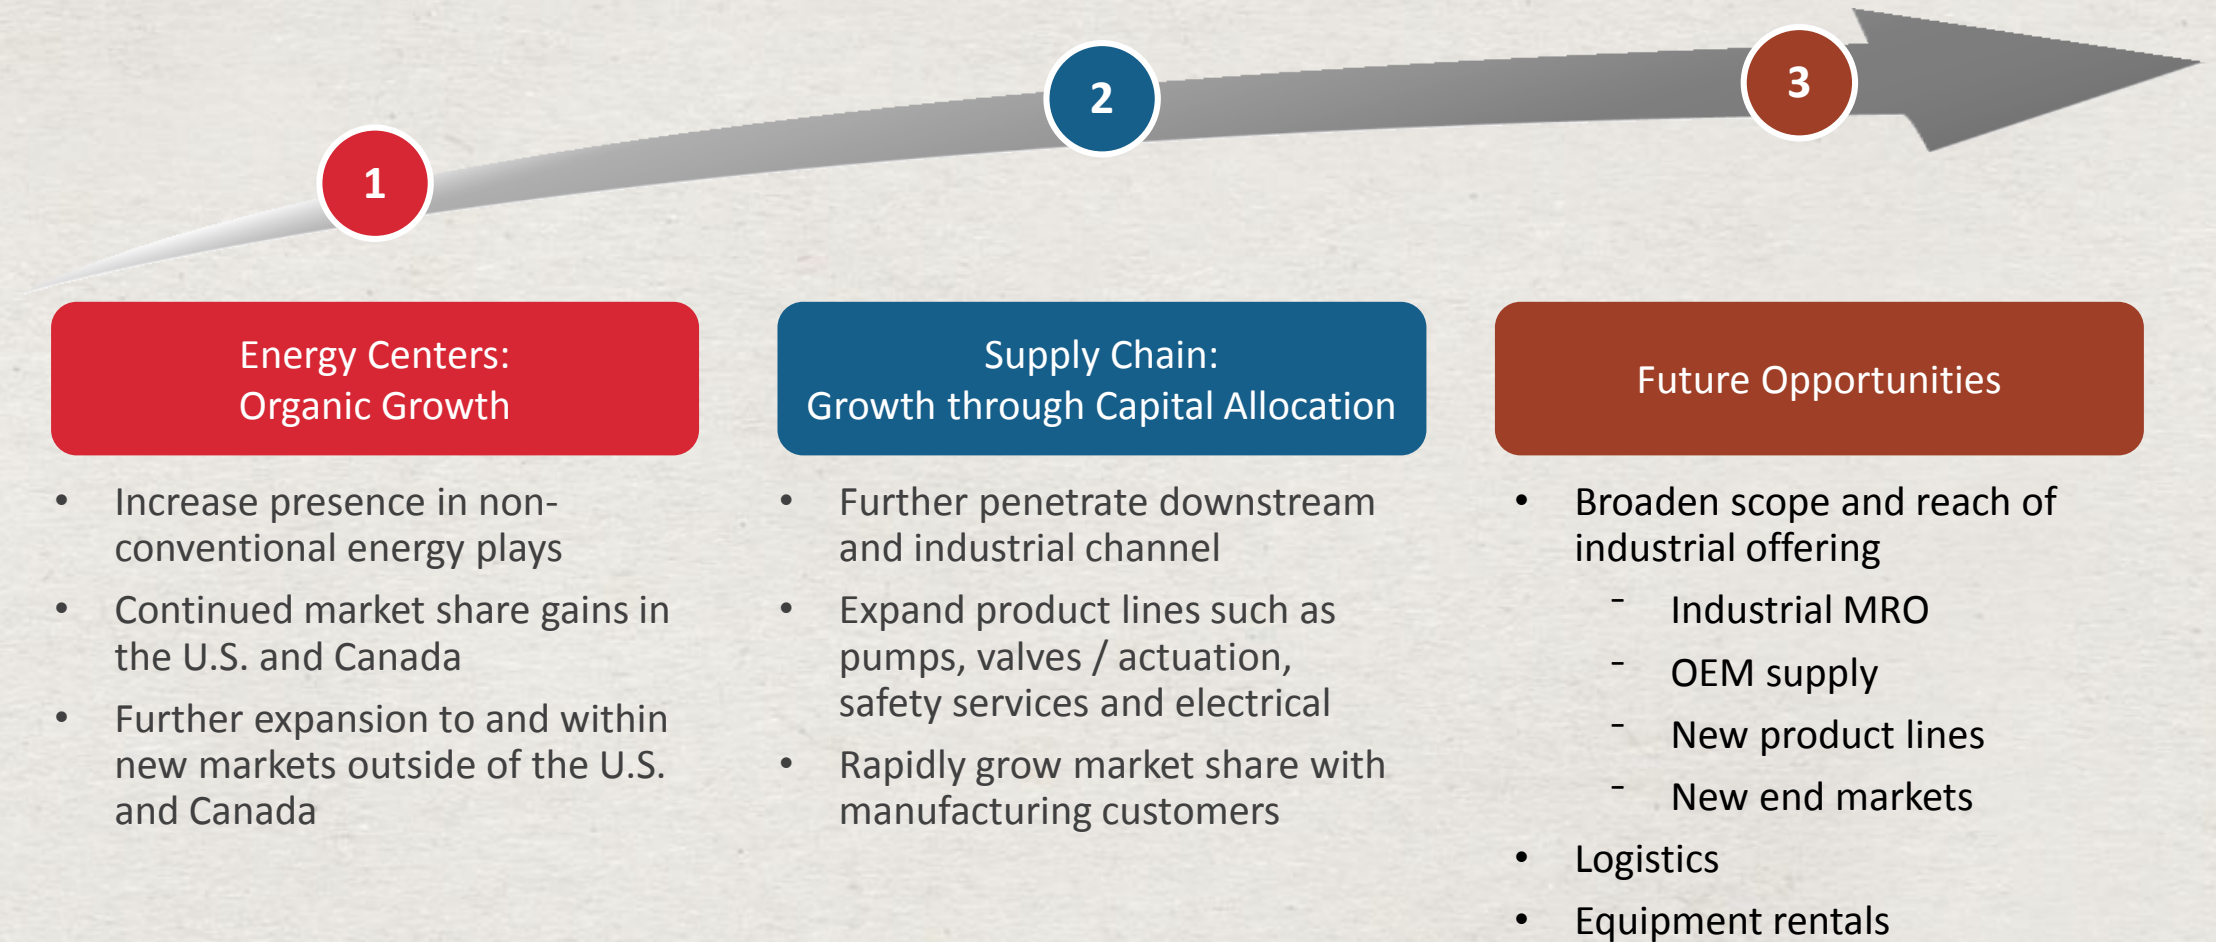 1
2
3
Energy Centers:
Organic Growth
• Increase presence in non-
conventional energy plays
• Continued market share gains in
the U.S. and Canada
• Further expansion to and within
new markets outside of the U.S.
and Canada
Supply Chain:
Growth through Capital Allocation
• Further penetrate downstream
and industrial channel
• Expand product lines such as
pumps, valves / actuation,
safety services and electrical
• Rapidly grow market share with
manufacturing customers
Future Opportunities
• Broaden scope and reach of
industrial offering
- Industrial MRO
- OEM supply
- New product lines
- New end markets
• Logistics
• Equipment rentals